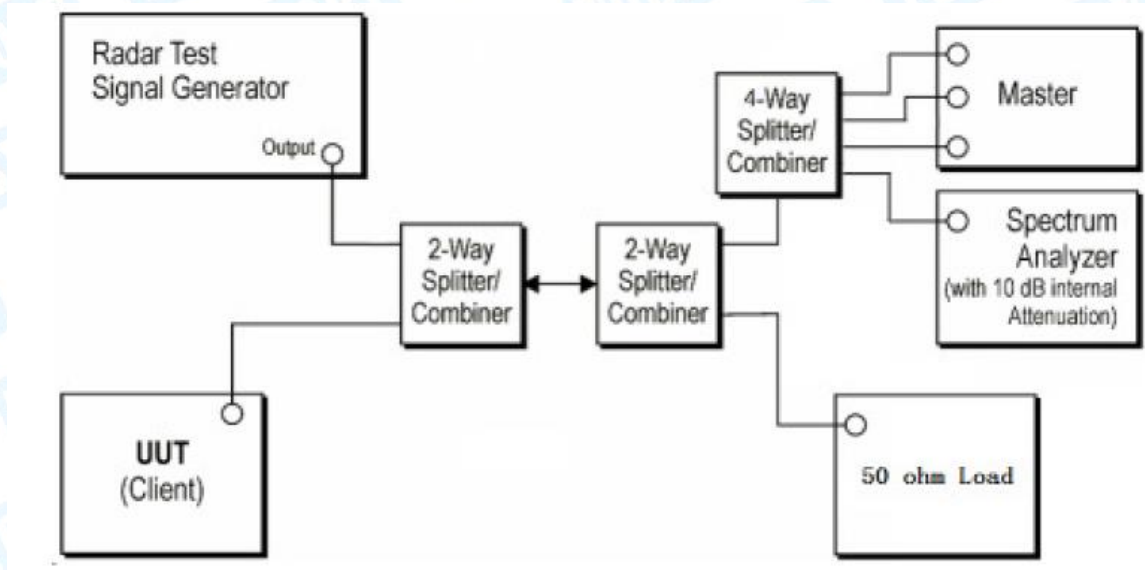 Radar Test
Signal Generator
Output
4-Way
Splitter/
Combiner
Master
Spectrum
Analyzer
(with 10 dB internal
Attenuation)
2-Way
Splitter/
Combiner
2-Way
Splitter/
Combiner
UUT
(Client)
50 ohm Load